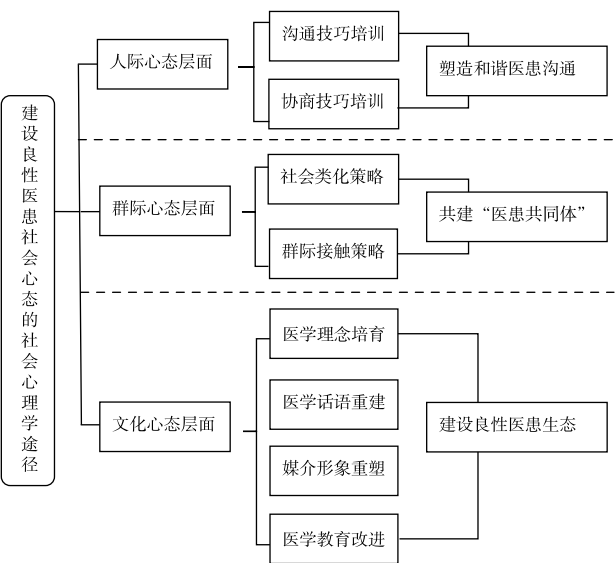 建设良性医患社会心态的社会心理学途径
人际心态层面
沟通技巧培训
协商技巧培训
塑造和谐医患沟通
群际心态层面
社会类化策略
群际接触策略
共建“医患共同体”
文化心态层面
医学理念培育
医学话语重建
媒介形象重塑
医学教育改进
建设良性医患生态